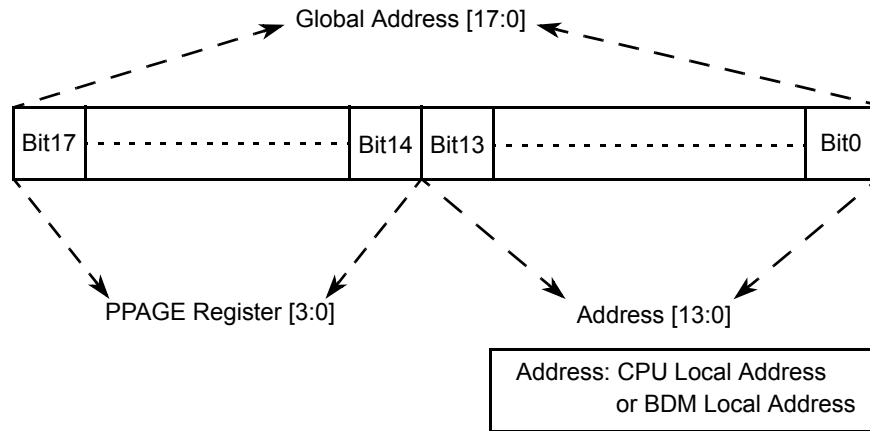 Global Address [17:0]
Bit17 Bit14 Bit13 Bit0
PPAGE Register [3:0]
Address [13:0]
Address: CPU Local Address
or BDM Local Address